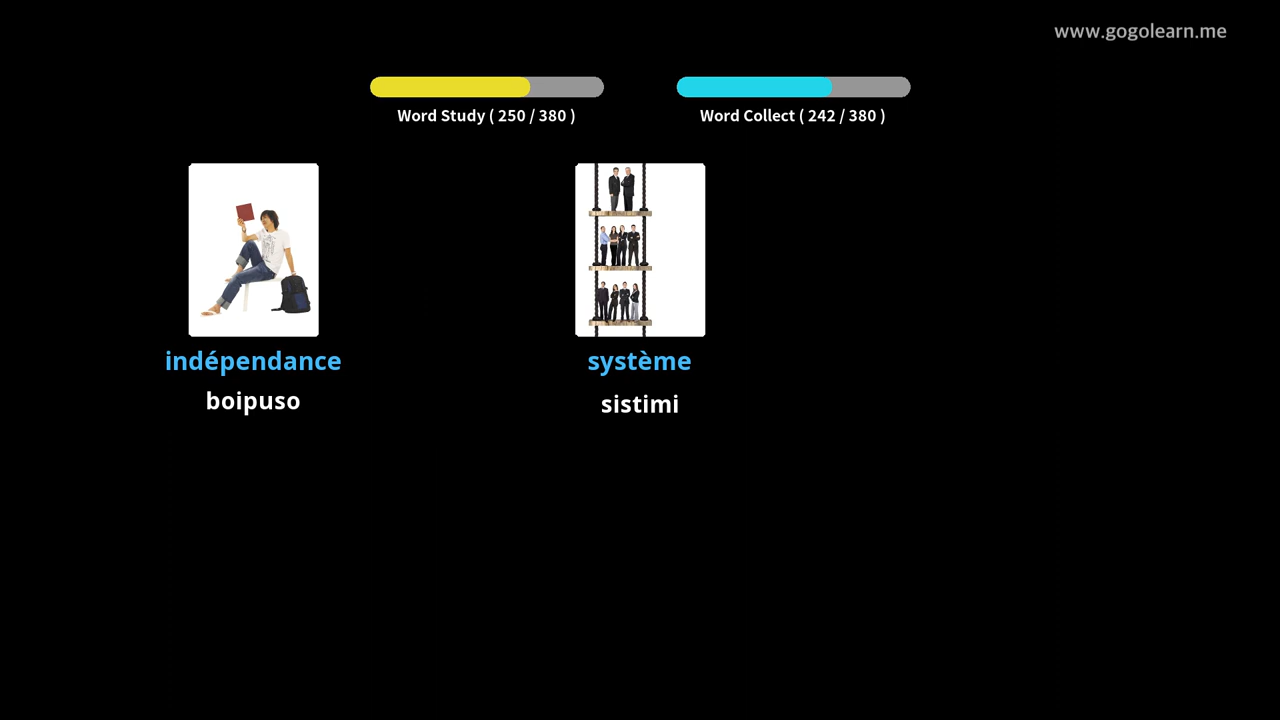 www.gogolearn.me
Word Study ( 250 / 380 )
Word Collect ( 242 / 380 )
indépendance
boipuso
système
sistimi